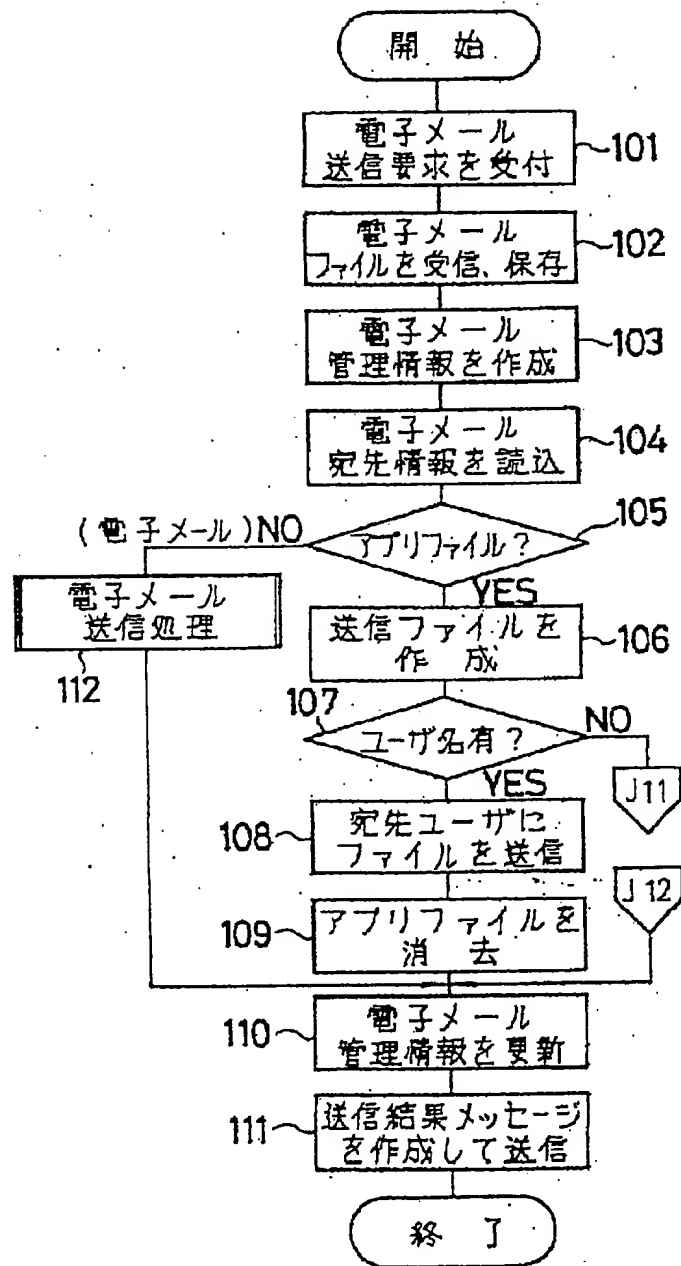 開始
電子メール
送信要求を受付
101
電子メール
ファイルを受信、保存
102
電子メール
管理情報を作成
103
電子メール
宛先情報を読込
104
105
(電子メール)NO
アプリファイル?
YES
電子メール
送信処理
112
送信ファイルを
作成
106
107
ユーザ名有?
NO
J11
YES
108
宛先ユーザに
ファイルを送信
J12
109
アプリファイルを
消去
110
電子メール
管理情報を更新
111
送信結果メッセージ
を作成して送信
終了